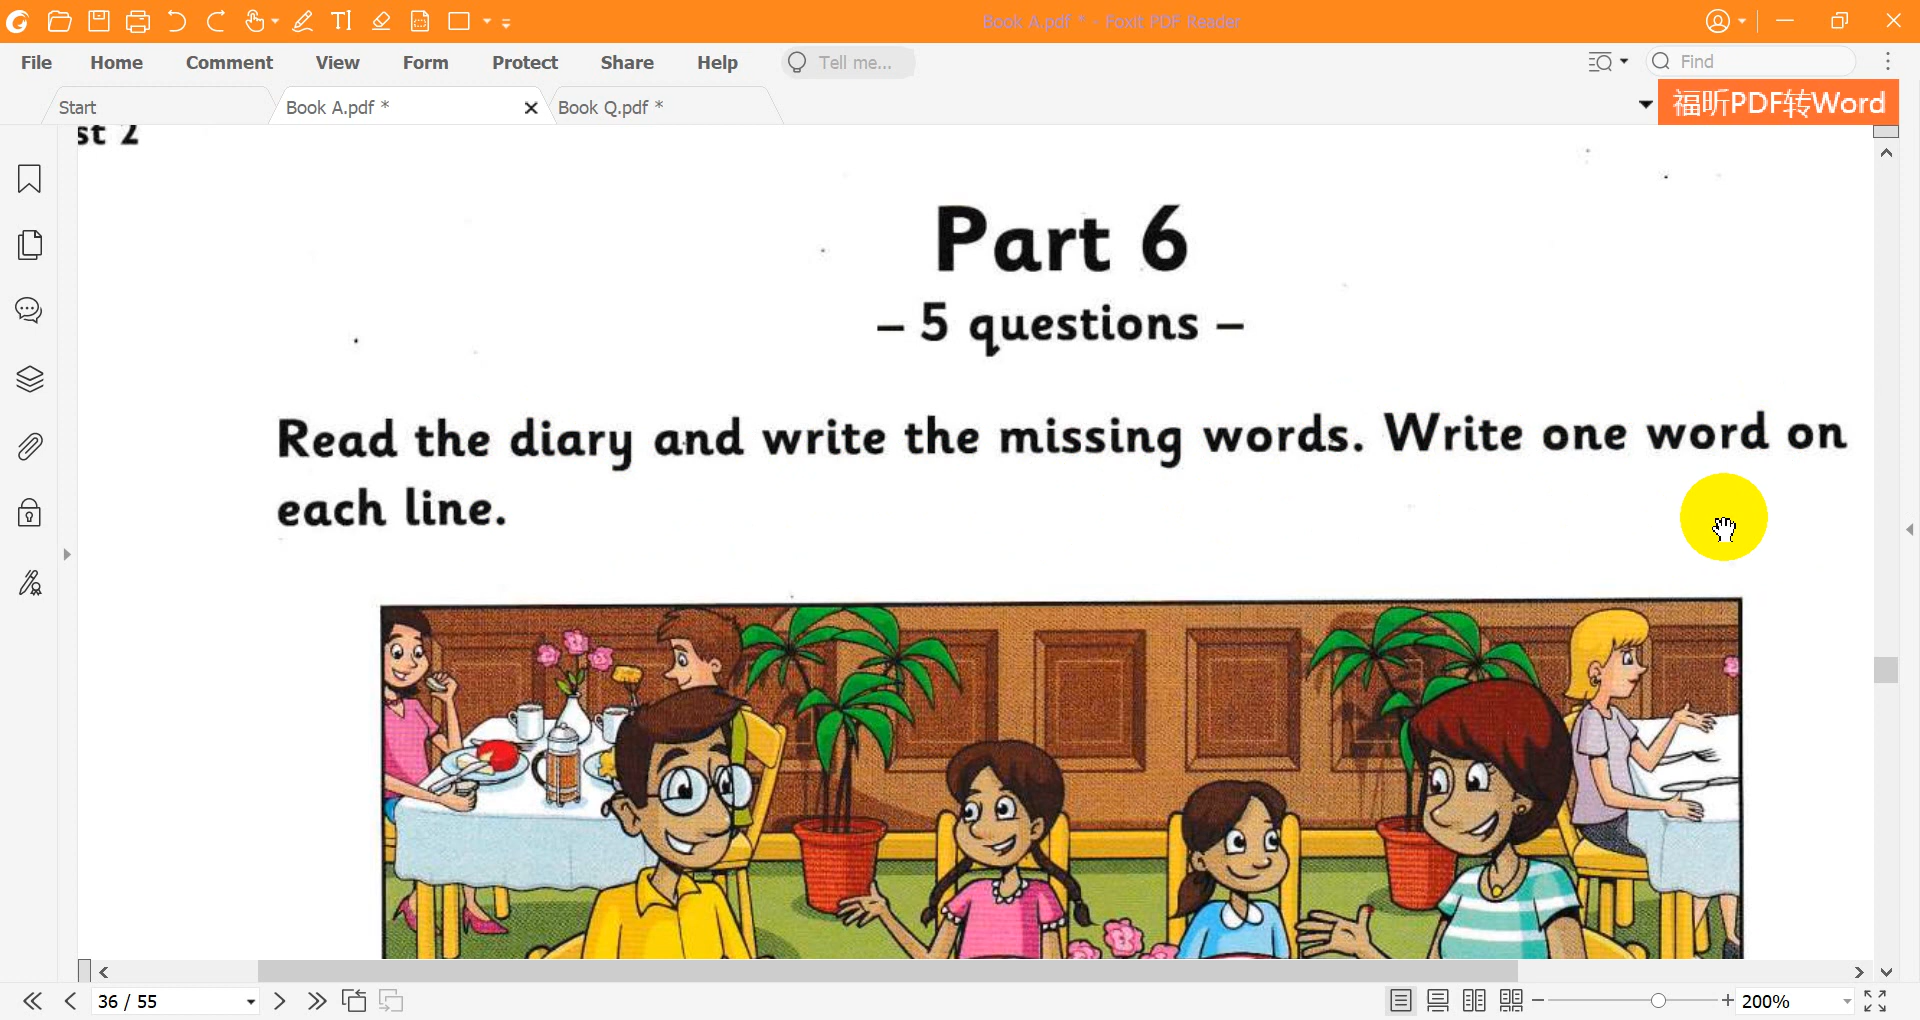 Book A.pdf * - Foxit PDF Reader
File Home Comment View Form Protect Share Help Tell me... Find
Start Book A.pdf * Book Q.pdf * 福昕PDF转Word
st 2
Part 6
– 5 questions –
Read the diary and write the missing words. Write one word on
each line.
36 / 55 200%